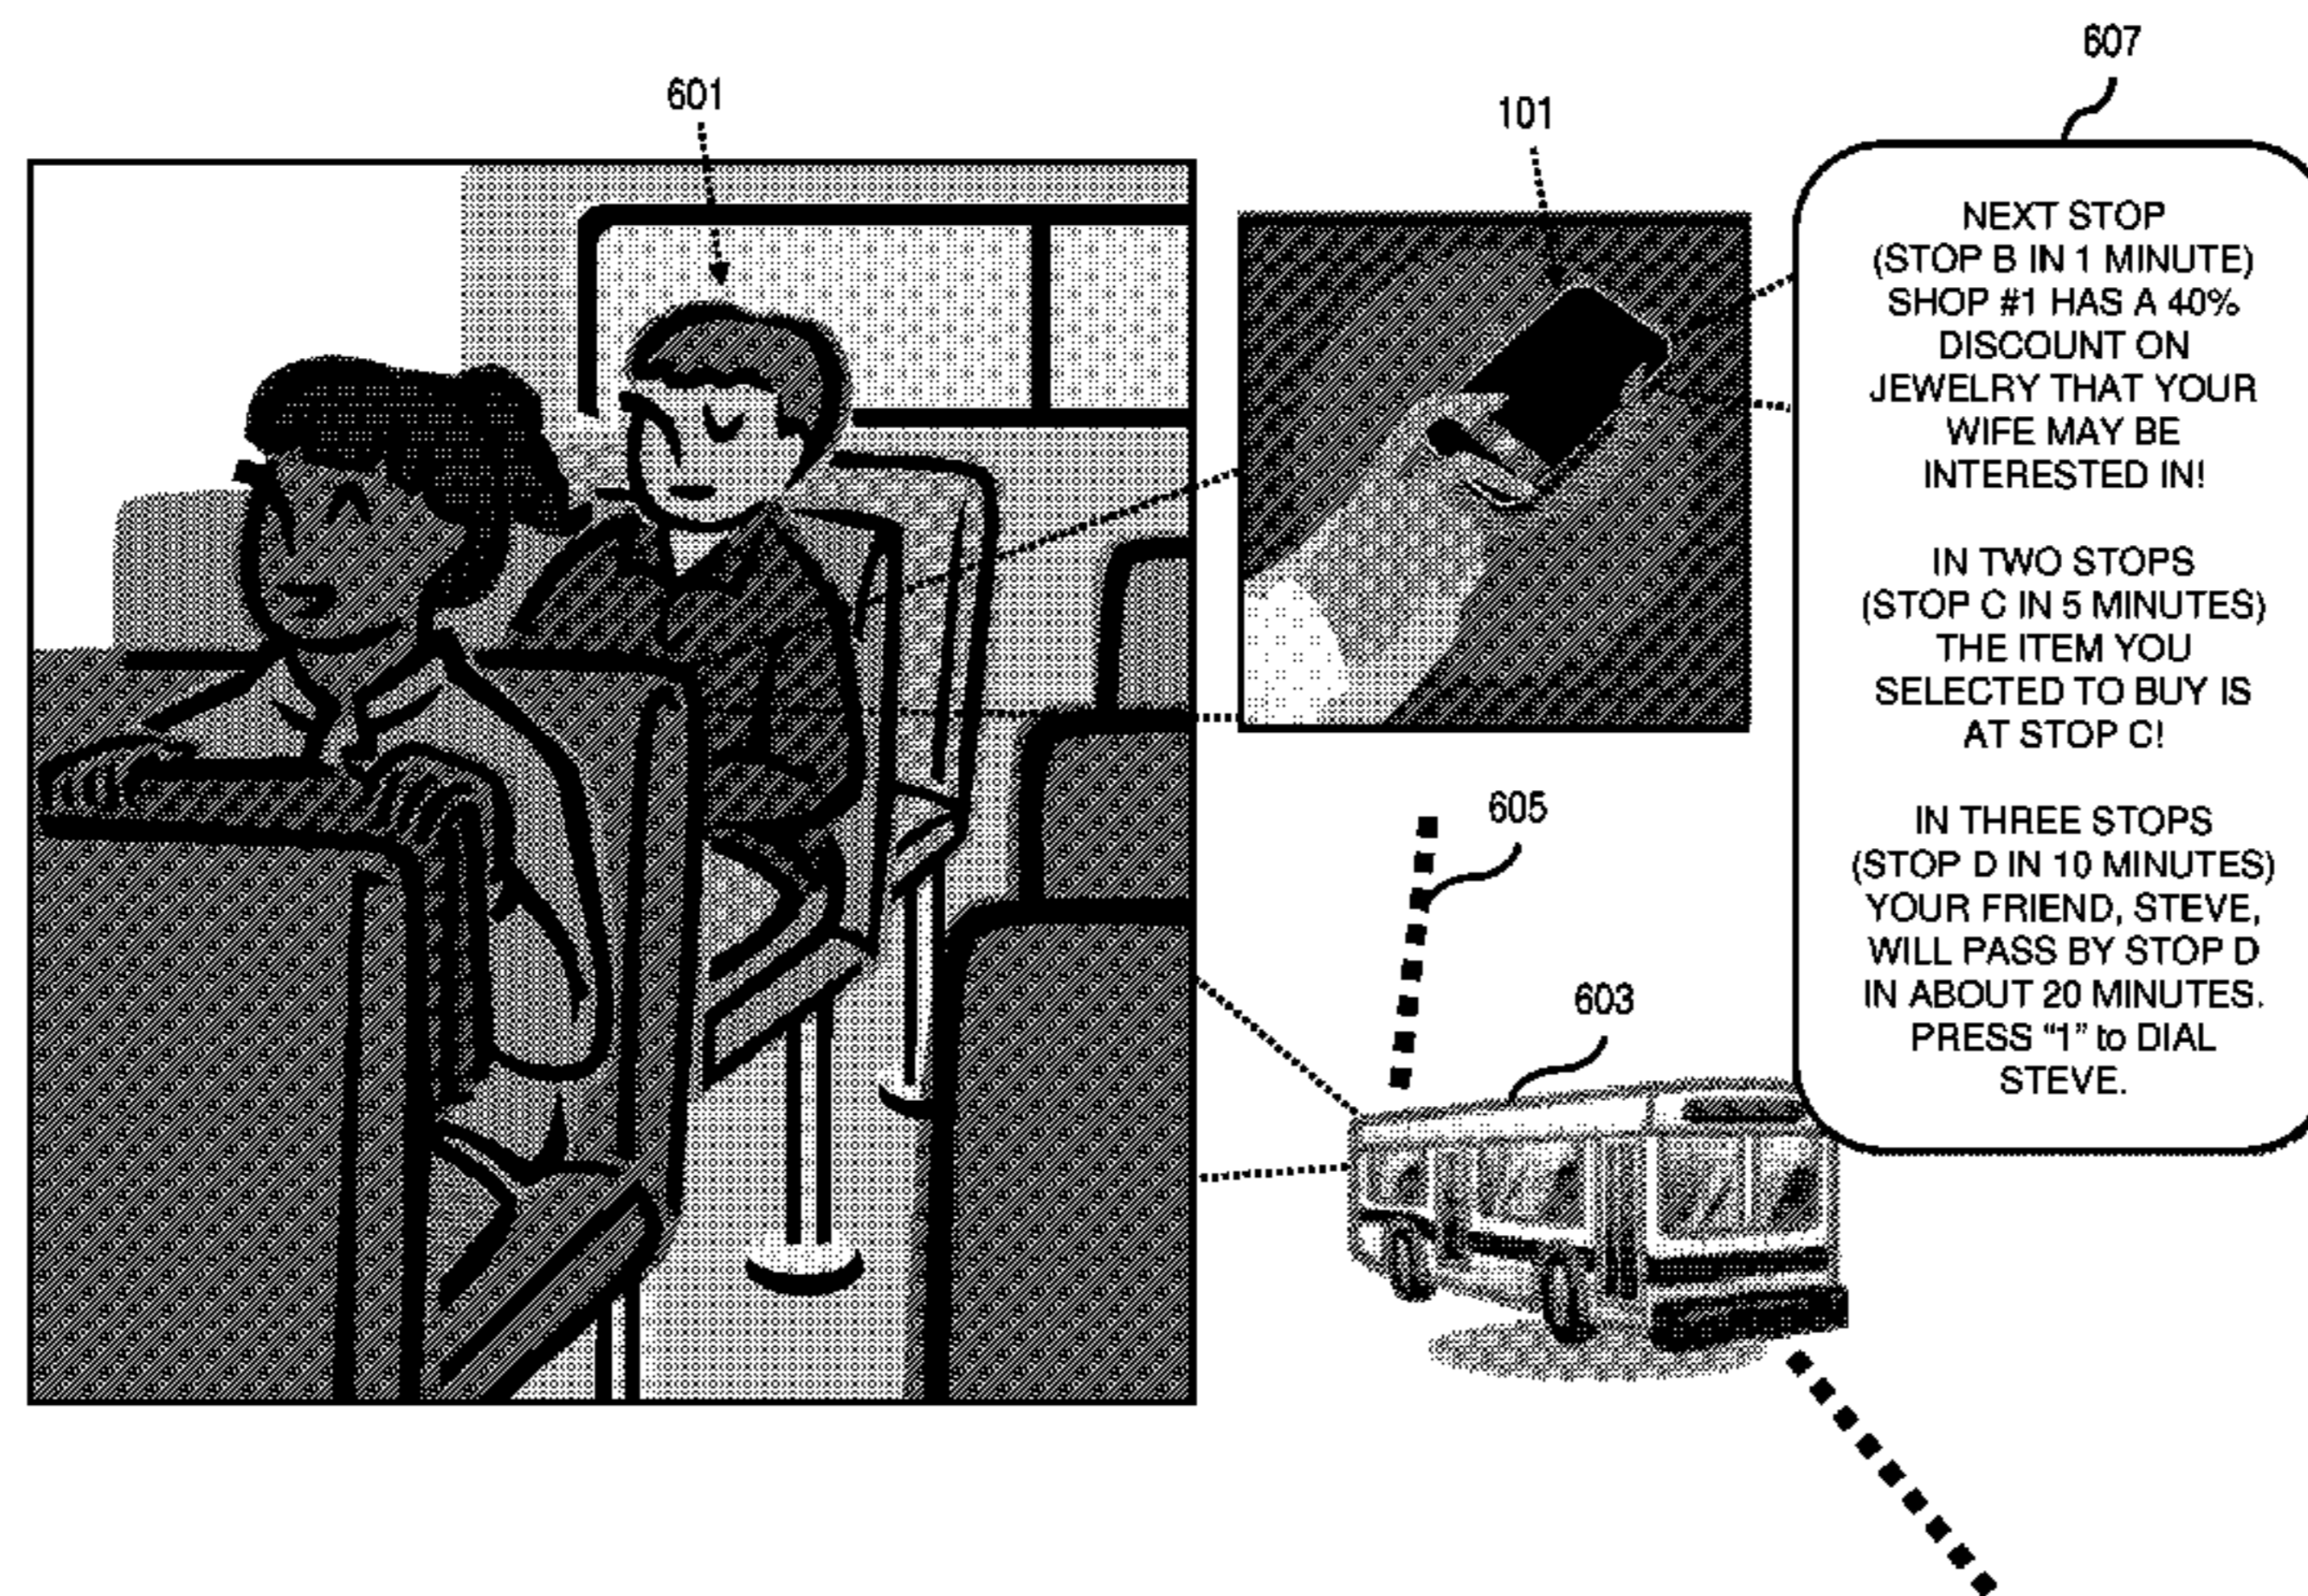 607
601
101
NEXT STOP
(STOP B IN 1 MINUTE)
SHOP #1 HAS A 40%
DISCOUNT ON
JEWELRY THAT YOUR
WIFE MAY BE
INTERESTED IN!
IN TWO STOPS
(STOP C IN 5 MINUTES)
THE ITEM YOU
SELECTED TO BUY IS
AT STOP C!
IN THREE STOPS
(STOP D IN 10 MINUTES)
YOUR FRIEND, STEVE,
WILL PASS BY STOP D
IN ABOUT 20 MINUTES.
PRESS “1” to DIAL
STEVE.
605
603